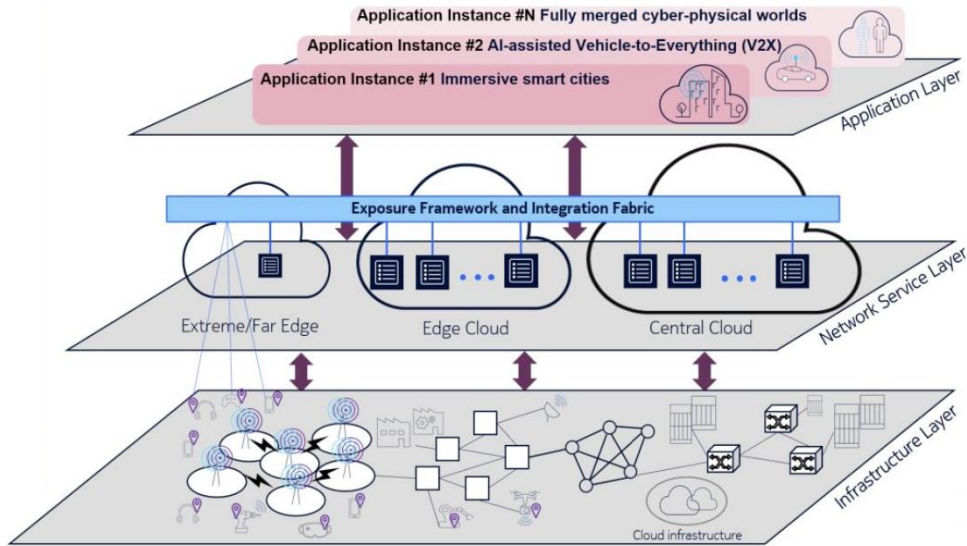 Application Instance #N Fully merged cyber-physical worlds
Application Instance #2 AI-assisted Vehicle-to-Everything (V2X)
Application Instance #1 Immersive smart cities
Application Layer
Exposure Framework and Integration Fabric
Extreme/Far Edge
Edge Cloud
Central Cloud
Network Service Layer
Infrastructure Layer
Cloud infrastructure